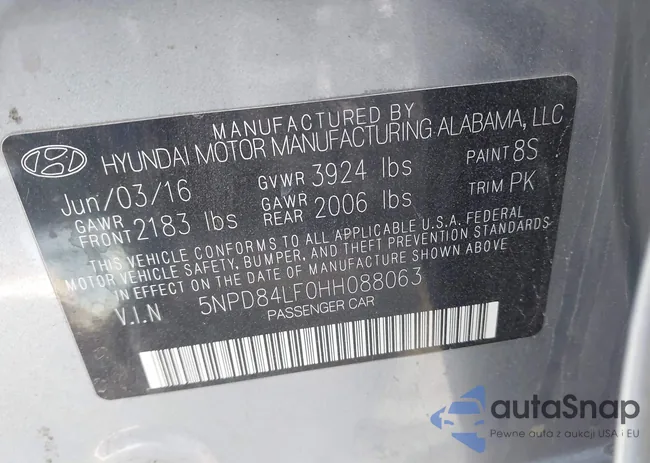 MANUFACTURED BY
HYUNDAI MOTOR MANUFACTURING ALABAMA, LLC
Jun/03/16 GVWR 3924 lbs PAINT 8S
GAWR FRONT 2183 lbs GAWR REAR 2006 lbs TRIM PK
THIS VEHICLE CONFORMS TO ALL APPLICABLE U.S.A. FEDERAL
MOTOR VEHICLE SAFETY, BUMPER, AND THEFT PREVENTION STANDARDS
IN EFFECT ON THE DATE OF MANUFACTURE SHOWN ABOVE
V.I.N 5NPD84LF0HH088063
PASSENGER CAR
autaSnap
Pewne auta z aukcji USA i EU